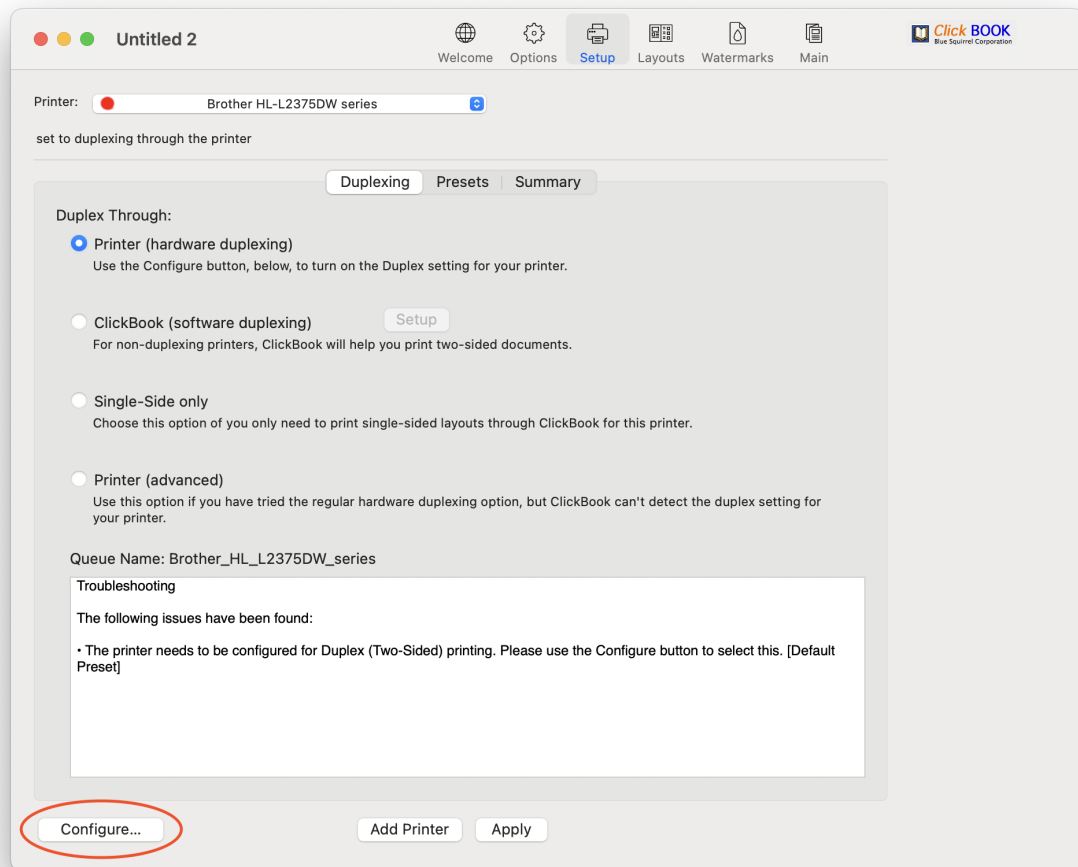 Untitled 2
Welcome
Options
Setup
Layouts
Watermarks
Main
Click BOOK
Blue Squirrel Corporation
Printer:
Brother HL-L2375DW series
set to duplexing through the printer
Duplexing
Presets
Summary
Duplex Through:
Printer (hardware duplexing)
Use the Configure button, below, to turn on the Duplex setting for your printer.
ClickBook (software duplexing)
Setup
For non-duplexing printers, ClickBook will help you print two-sided documents.
Single-Side only
Choose this option of you only need to print single-sided layouts through ClickBook for this printer.
Printer (advanced)
Use this option if you have tried the regular hardware duplexing option, but ClickBook can't detect the duplex setting for
your printer.
Queue Name: Brother_HL_L2375DW_series
Troubleshooting
The following issues have been found:
• The printer needs to be configured for Duplex (Two-Sided) printing. Please use the Configure button to select this. [Default
Preset]
Configure...
Add Printer
Apply